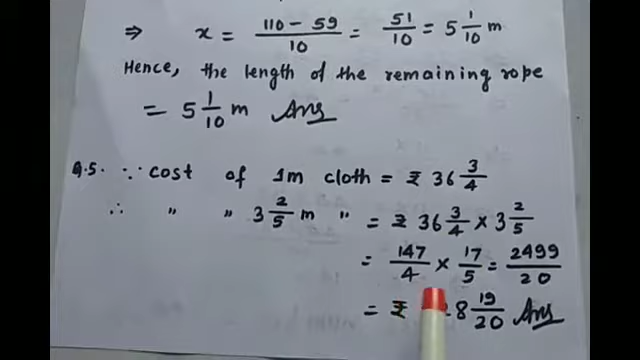 ⇒ x = 110 - 59 / 10 = 51/10 = 5 1/10 m
Hence, the length of the remaining rope
= 5 1/10 m Ans
Q.5. ∵ cost of 1m cloth = ₹ 36 3/4
∴ " " 3 2/5 m " = ₹ 36 3/4 × 3 2/5
= 147/4 × 17/5 = 2499/20
= ₹ 8 19/20 Ans